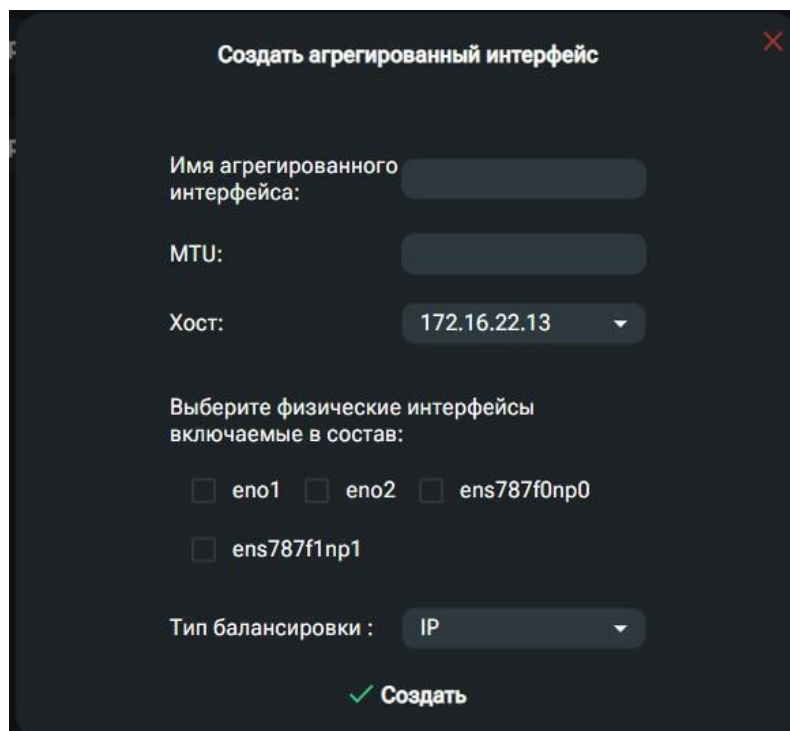 Создать агрегированный интерфейс
Имя агрегированного
интерфейса:
MTU:
Хост:
172.16.22.13
Выберите физические интерфейсы
включаемые в состав:
eno1 eno2 ens787f0np0
ens787f1np1
Тип балансировки :
IP
Создать